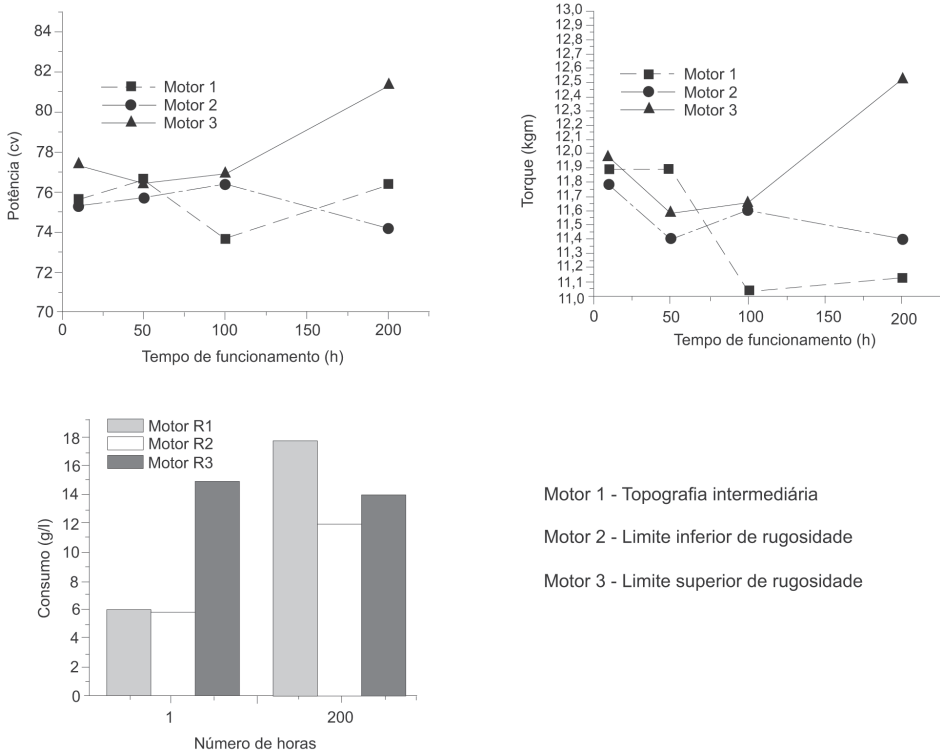 Potência (cv)
84
82
80
78
76
74
72
70
0
50
100
150
200
Tempo de funcionamento (h)
Motor 1
Motor 2
Motor 3
Torque (kgm)
13,0
12,9
12,8
12,7
12,6
12,5
12,4
12,3
12,2
12,1
12,0
11,9
11,8
11,7
11,6
11,5
11,4
11,3
11,2
11,1
11,0
0
50
100
150
200
Tempo de funcionamento (h)
Motor 1
Motor 2
Motor 3
Consumo (g/l)
18
16
14
12
10
8
6
4
2
0
1
200
Número de horas
Motor R1
Motor R2
Motor R3
Motor 1 - Topografia intermediária
Motor 2 - Limite inferior de rugosidade
Motor 3 - Limite superior de rugosidade